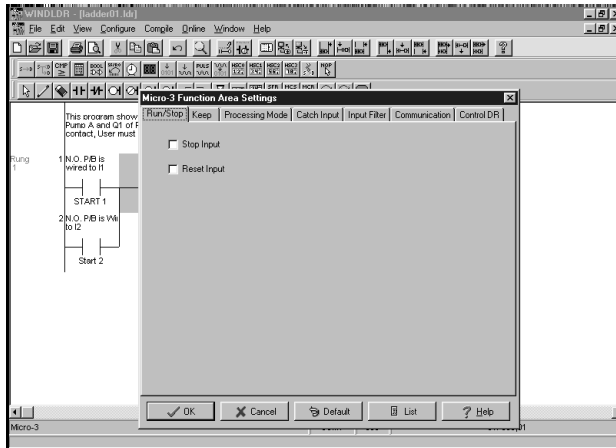 WINDLDR - [ladder01.ldr]
File Edit View Configure Compile Online Window Help
Micro-3 Function Area Settings
Run/Stop Keep Processing Mode Catch Input Input Filter Communication Control DR
Stop Input
Reset Input
This program show
Pump A and Q1 of P
contact, User must
Rung 1
1 N.O. P/B is
wired to I1
START 1
2 N.O. P/B is Wi
to I2
Start 2
OK Cancel Default List Help
Micro-3